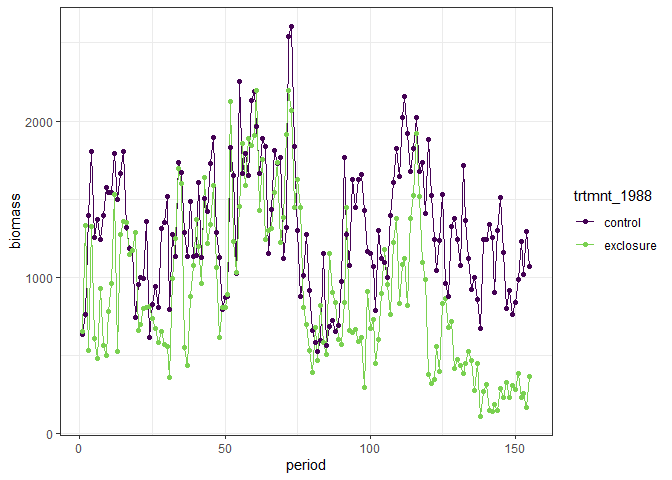 2000
1000
0
biomass
0
50
100
150
period
trtmnt_1988
control
exclosure